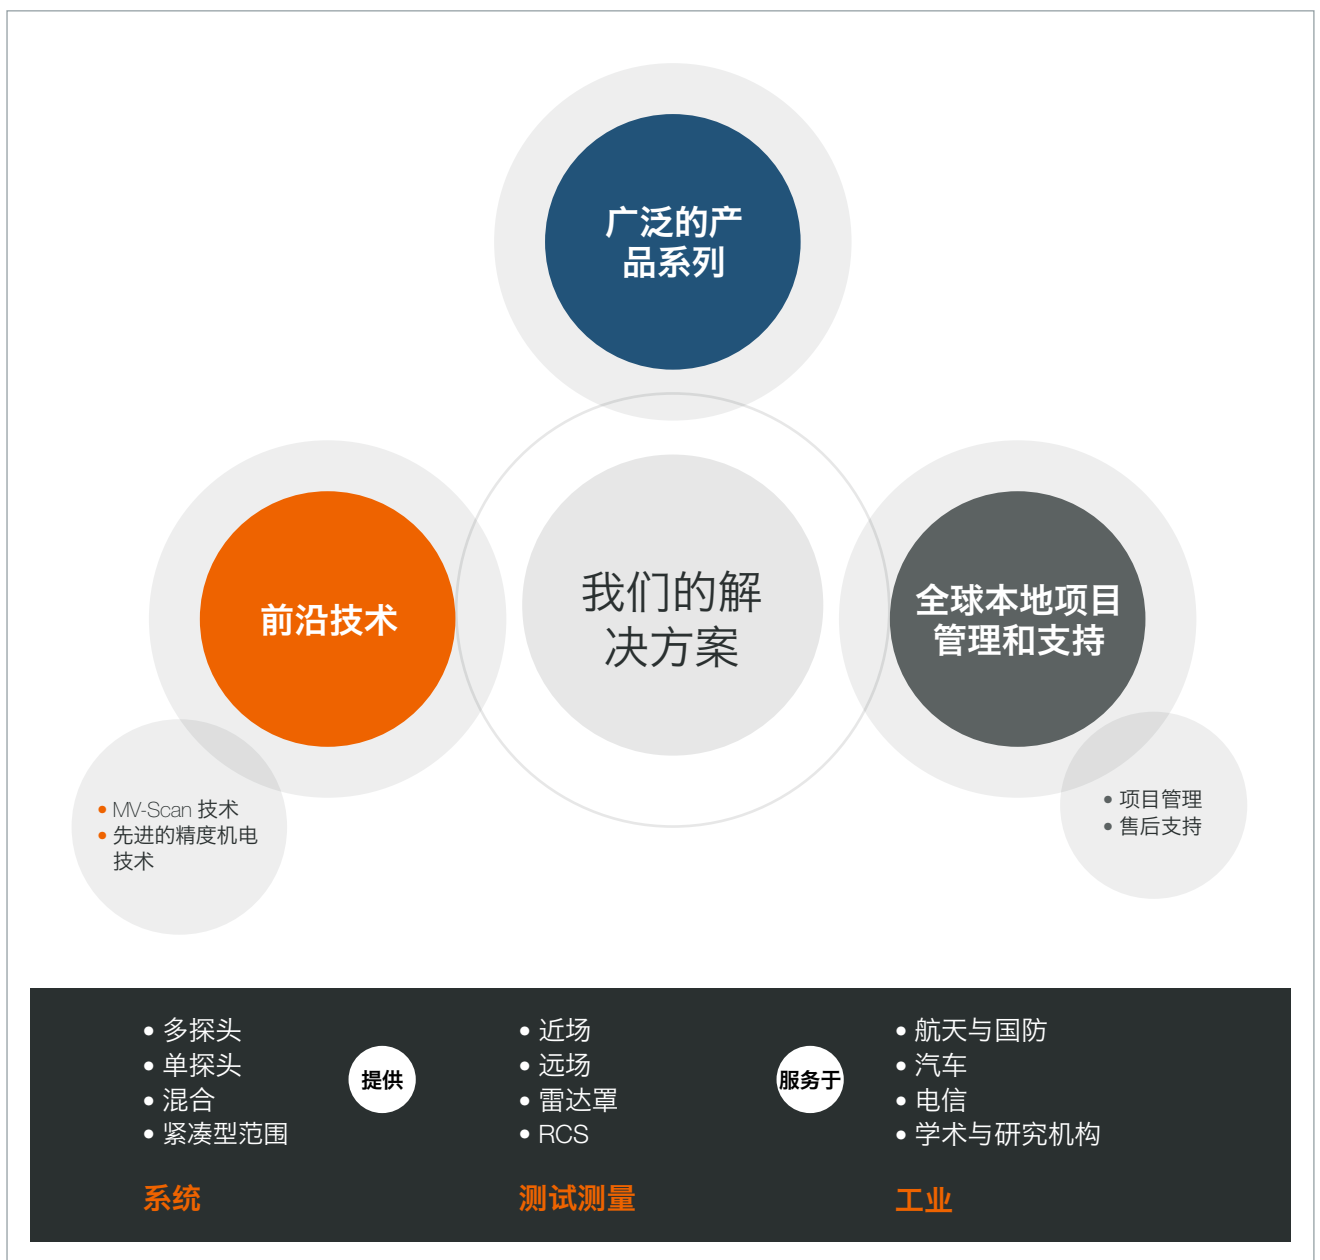 广泛的产
品系列
前沿技术
我们的解
决方案
全球本地项目
管理和支持
• MV-Scan 技术
• 先进的精度机电
技术
• 项目管理
• 售后支持
• 多探头
• 单探头
• 混合
• 紧凑型范围
系统
提供
• 近场
• 远场
• 雷达罩
• RCS
测试测量
服务于
• 航天与国防
• 汽车
• 电信
• 学术与研究机构
工业